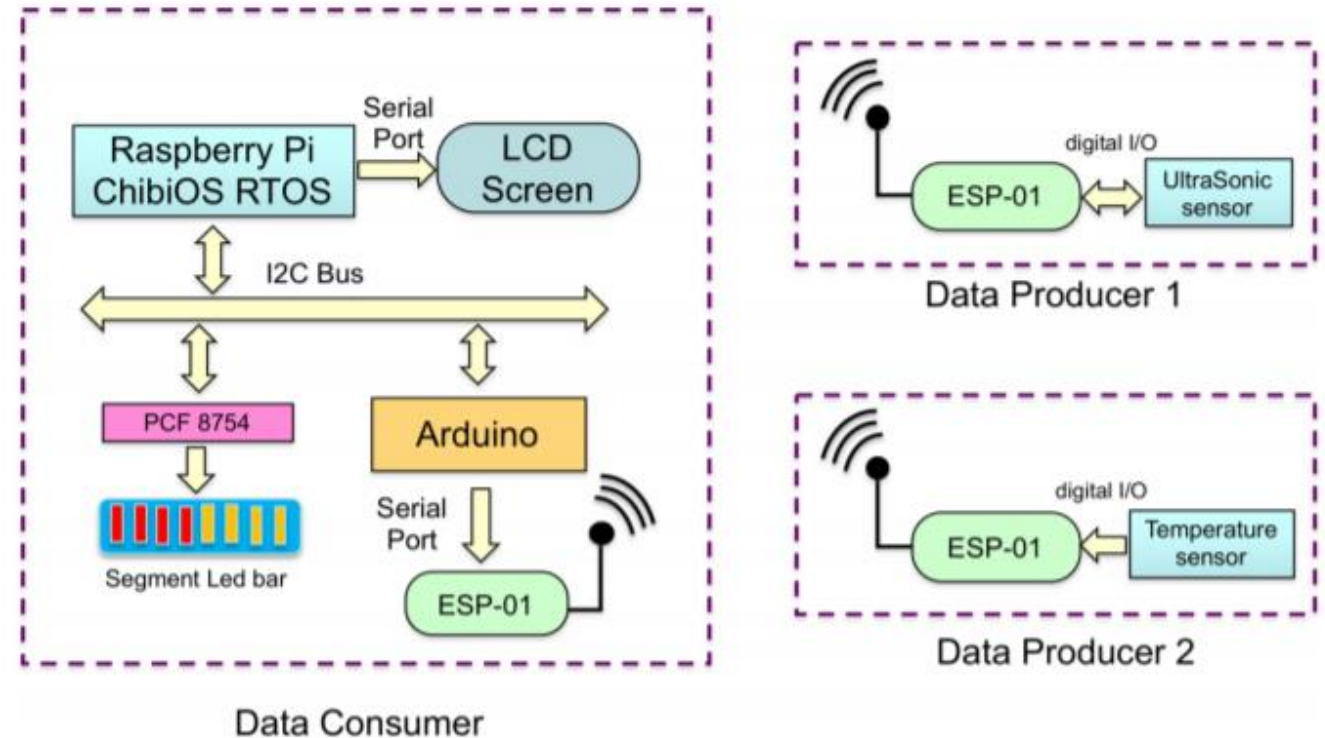 Serial
Port
Raspberry Pi
ChibiOS RTOS
LCD
Screen
I2C Bus
PCF 8754
Arduino
Segment Led bar
Serial
Port
ESP-01
Data Consumer
digital I/O
ESP-01
UltraSonic
sensor
Data Producer 1
digital I/O
ESP-01
Temperature
sensor
Data Producer 2